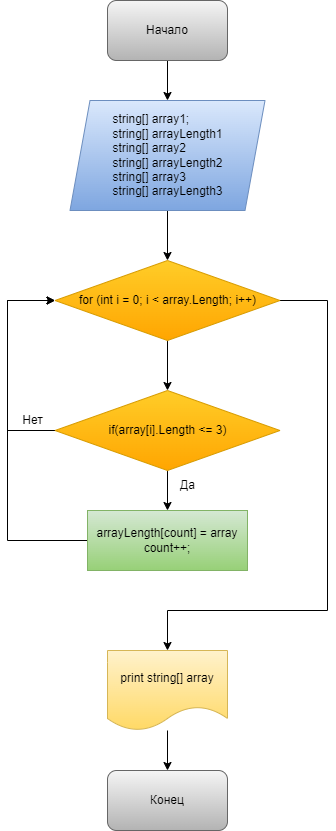 Начало
string[] array1;
string[] arrayLength1
string[] array2
string[] arrayLength2
string[] array3
string[] arrayLength3
for (int i = 0; i < array.Length; i++)
Нет
if(array[i].Length <= 3)
Да
arrayLength[count] = array
count++;
print string[] array
Конец